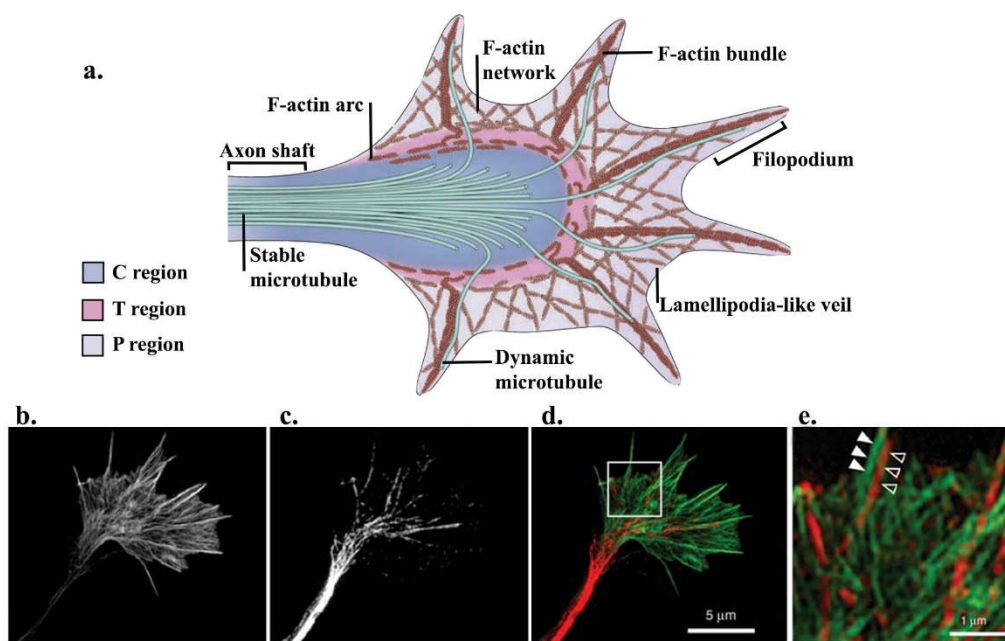 a.
F-actin
network
F-actin bundle
F-actin arc
Axon shaft
Filopodium
Stable
microtubule
C region
T region
P region
Lamellipodia-like veil
Dynamic
microtubule
b.
c.
d.
e.
5 μm
1 μm